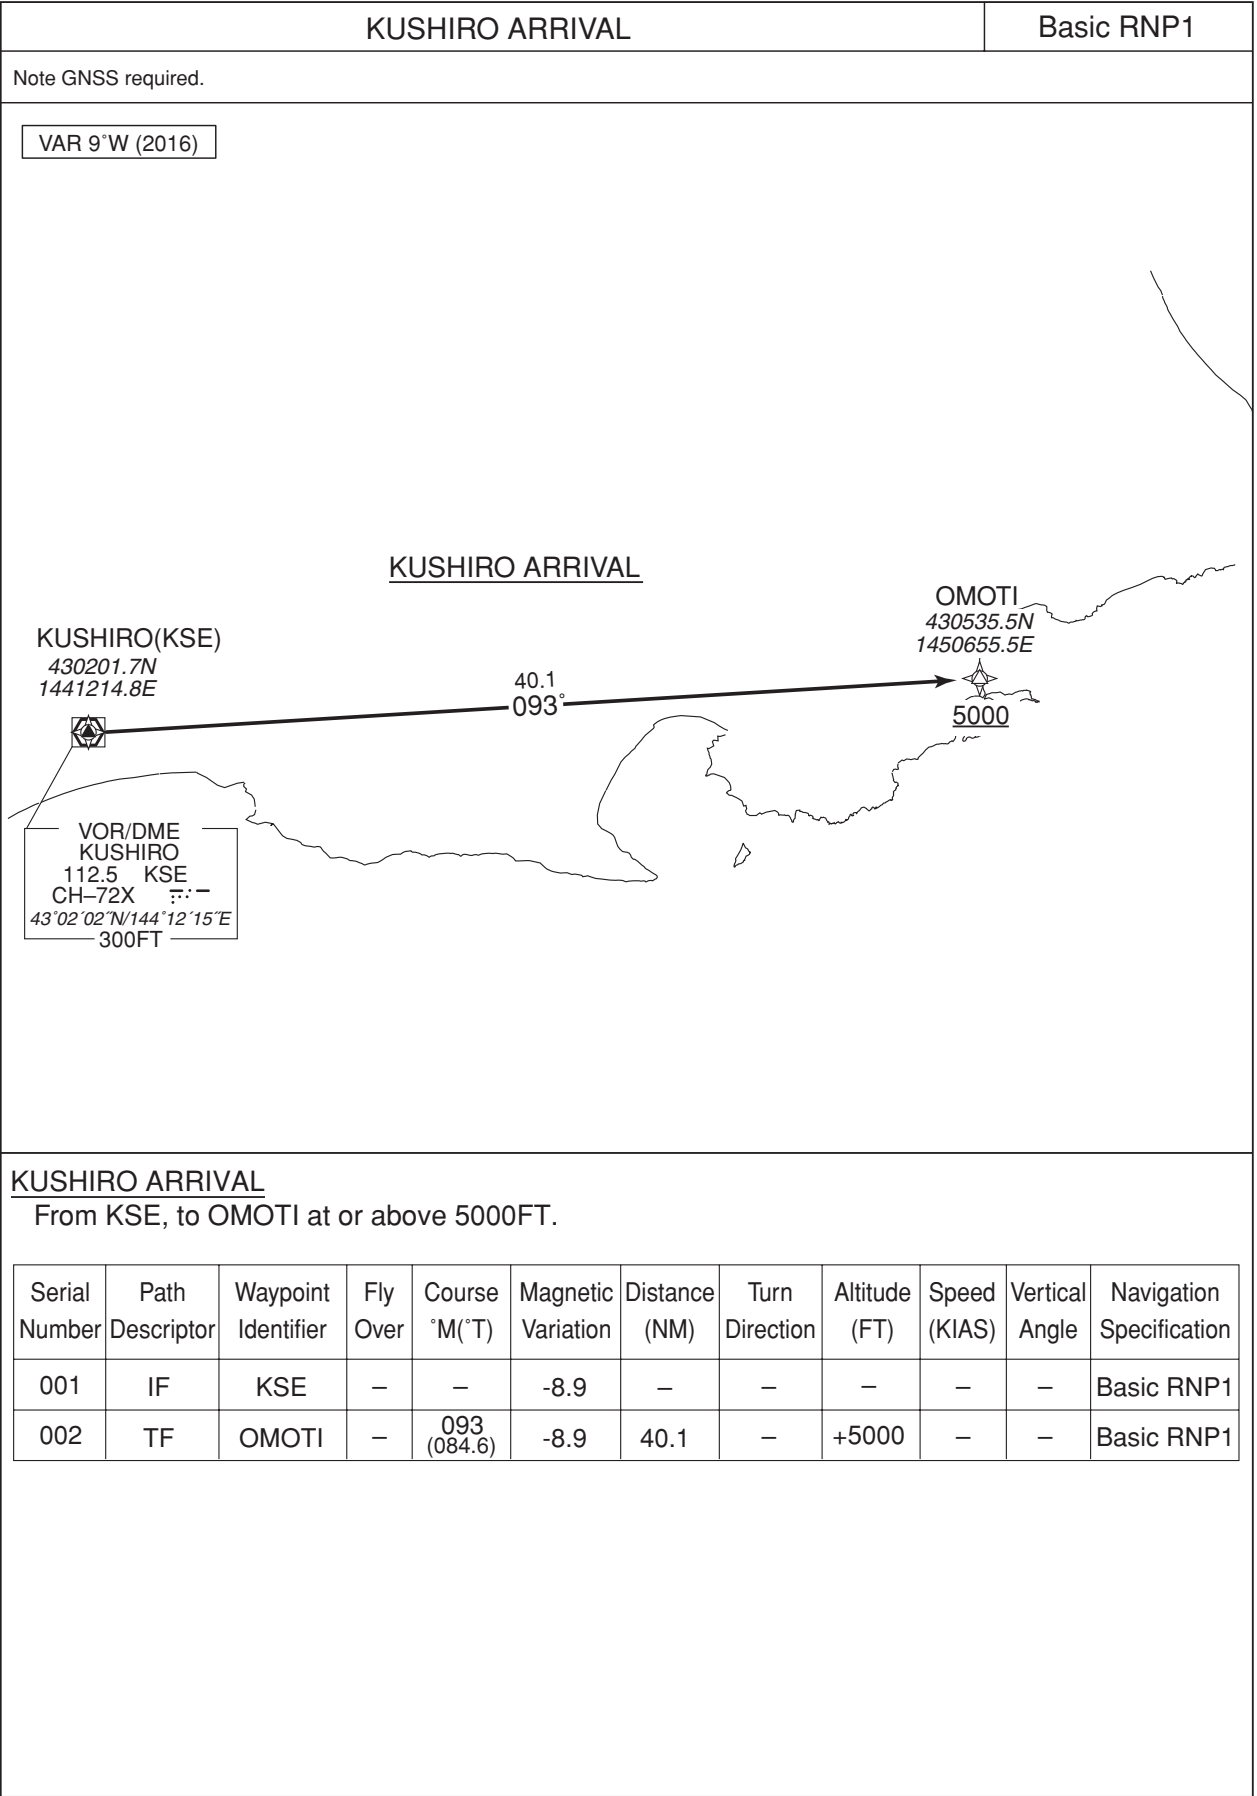 KUSHIRO ARRIVAL
Basic RNP1
Note GNSS required.
VAR 9˚W (2016)
KUSHIRO ARRIVAL
OMOTI
430535.5N
1450655.5E
5000
KUSHIRO(KSE)
430201.7N
1441214.8E
40.1
093˚
VOR/DME
KUSHIRO
112.5 KSE
CH–72X
43˚02´02˝N/144˚12´15˝E
300FT
KUSHIRO ARRIVAL
From KSE, to OMOTI at or above 5000FT.
Serial Number Path Descriptor Waypoint Identifier Fly Over Course ˚M(˚T) Magnetic Variation Distance (NM) Turn Direction Altitude (FT) Speed (KIAS) Vertical Angle Navigation Specification
001 IF KSE – – -8.9 – – – – – Basic RNP1
002 TF OMOTI – 093 (084.6) -8.9 40.1 – +5000 – – Basic RNP1